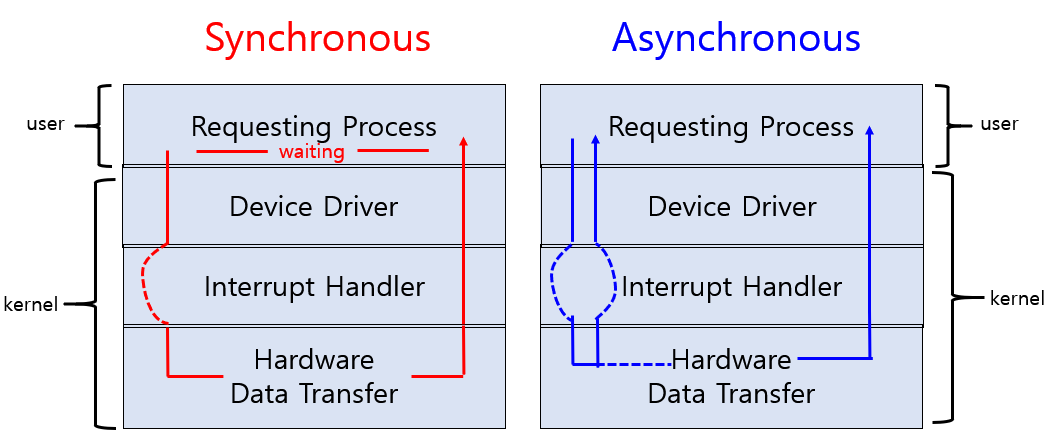 Synchronous
user
Requesting Process
waiting
Device Driver
kernel
Interrupt Handler
Hardware
Data Transfer
Asynchronous
Requesting Process
user
Device Driver
Interrupt Handler
kernel
Hardware
Data Transfer